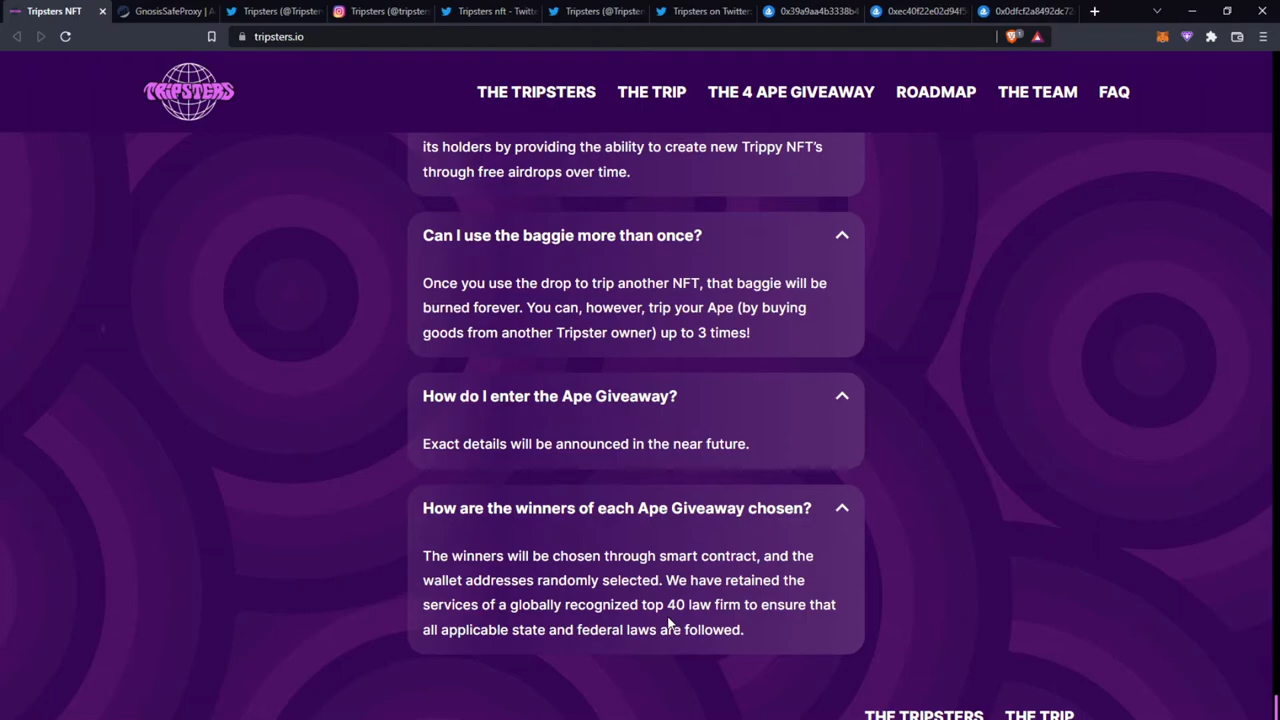 Tripsters NFT
GnosisSafeProxy | A
Tripsters (@Tripster
Tripsters (@tripster
Tripsters nft - Twitte
Tripsters (@Tripster
Tripsters on Twitter
0x39a9aa4b3338b4
0xec40f22e02d94f5
0x0dfcf2a8492dc72
tripsters.io
1
TRIPSTERS
THE TRIPSTERS THE TRIP THE 4 APE GIVEAWAY ROADMAP THE TEAM FAQ
its holders by providing the ability to create new Trippy NFT's
through free airdrops over time.
Can I use the baggie more than once?
Once you use the drop to trip another NFT, that baggie will be
burned forever. You can, however, trip your Ape (by buying
goods from another Tripster owner) up to 3 times!
How do I enter the Ape Giveaway?
Exact details will be announced in the near future.
How are the winners of each Ape Giveaway chosen?
The winners will be chosen through smart contract, and the
wallet addresses randomly selected. We have retained the
services of a globally recognized top 40 law firm to ensure that
all applicable state and federal laws are followed.
THE TRIPSTERS THE TRIP